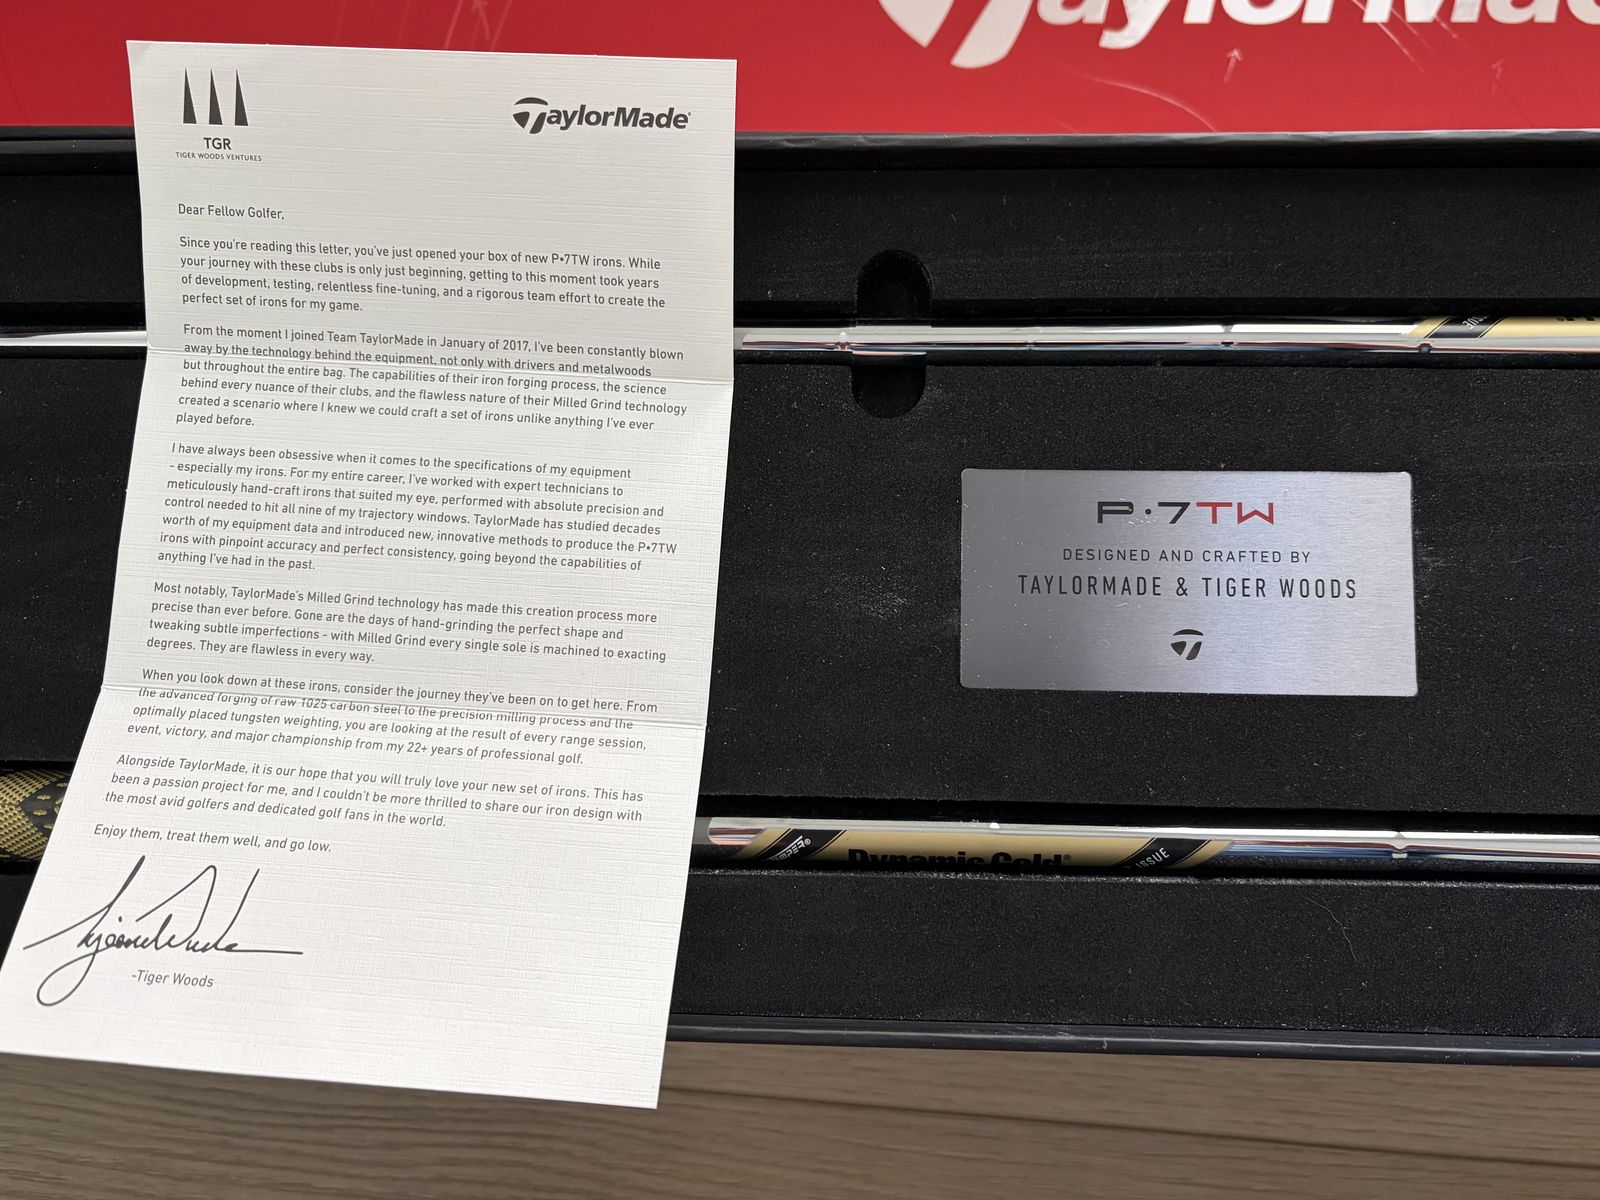 TaylorMade
TGR
TIGER WOODS VENTURES
TaylorMade®
Dear Fellow Golfer,
Since you're reading this letter, you've just opened your box of new P•7TW irons. While
your journey with these clubs is only just beginning, getting to this moment took years
of development, testing, relentless fine-tuning, and a rigorous team effort to create the
perfect set of irons for my game.
From the moment I joined Team TaylorMade in January of 2017, I've been constantly blown
away by the technology behind the equipment, not only with drivers and metalwoods
but throughout the entire bag. The capabilities of their iron forging process, the science
behind every nuance of their clubs, and the flawless nature of their Milled Grind technology
created a scenario where I knew we could craft a set of irons unlike anything I've ever
played before.
I have always been obsessive when it comes to the specifications of my equipment
- especially my irons. For my entire career, I've worked with expert technicians to
meticulously hand-craft irons that suited my eye, performed with absolute precision and
control needed to hit all nine of my trajectory windows. TaylorMade has studied decades
worth of my equipment data and introduced new, innovative methods to produce the P•7TW
irons with pinpoint accuracy and perfect consistency, going beyond the capabilities of
anything I've had in the past.
Most notably, TaylorMade's Milled Grind technology has made this creation process more
precise than ever before. Gone are the days of hand-grinding the perfect shape and
tweaking subtle imperfections - with Milled Grind every single sole is machined to exacting
degrees. They are flawless in every way.
When you look down at these irons, consider the journey they've been on to get here. From
the advanced forging of raw 1025 carbon steel to the precision milling process and the
optimally placed tungsten weighting, you are looking at the result of every range session,
event, victory, and major championship from my 22+ years of professional golf.
Alongside TaylorMade, it is our hope that you will truly love your new set of irons. This has
been a passion project for me, and I couldn't be more thrilled to share our iron design with
the most avid golfers and dedicated golf fans in the world.
Enjoy them, treat them well, and go low.
Tiger Woods
-Tiger Woods
P·7TW
DESIGNED AND CRAFTED BY
TAYLORMADE & TIGER WOODS
Dynamic Gold®
ISSUE